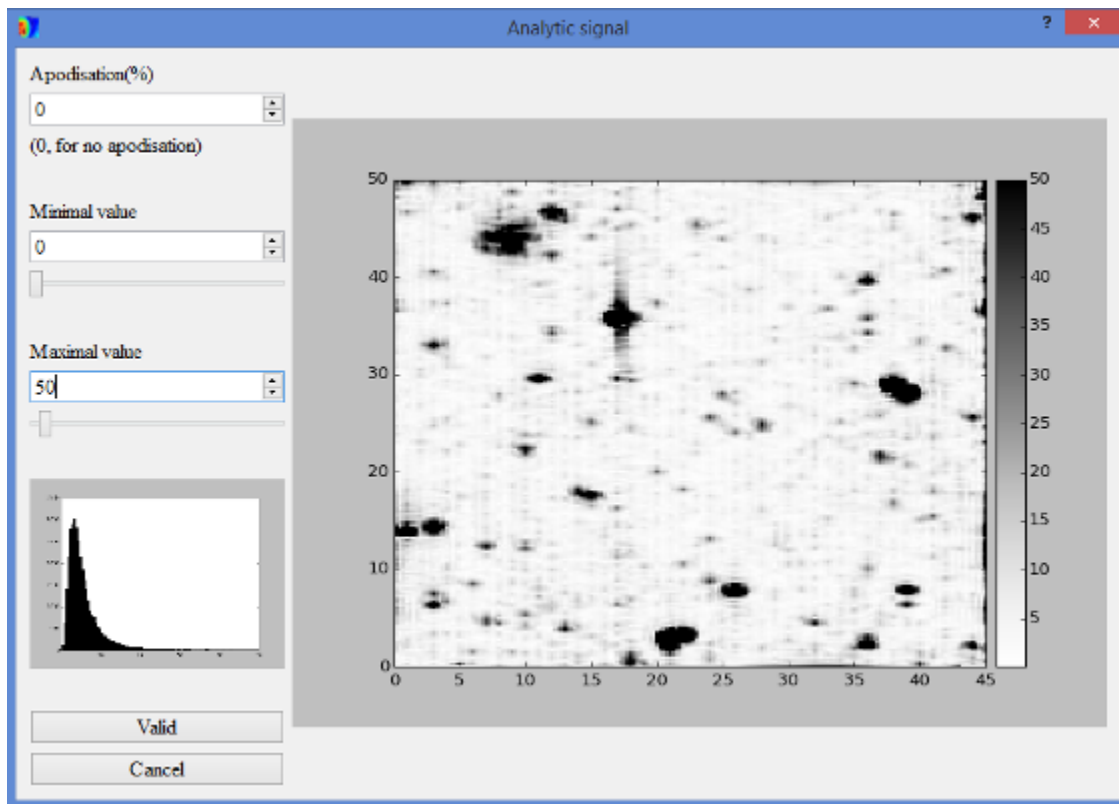 Analytic signal
?
×
Apodisation(%)
0
(0, for no apodisation)
Minimal value
0
Maximal value
50
Valid
Cancel
50
40
30
20
10
0
0 5 10 15 20 25 30 35 40 45
50
45
40
35
30
25
20
15
10
5